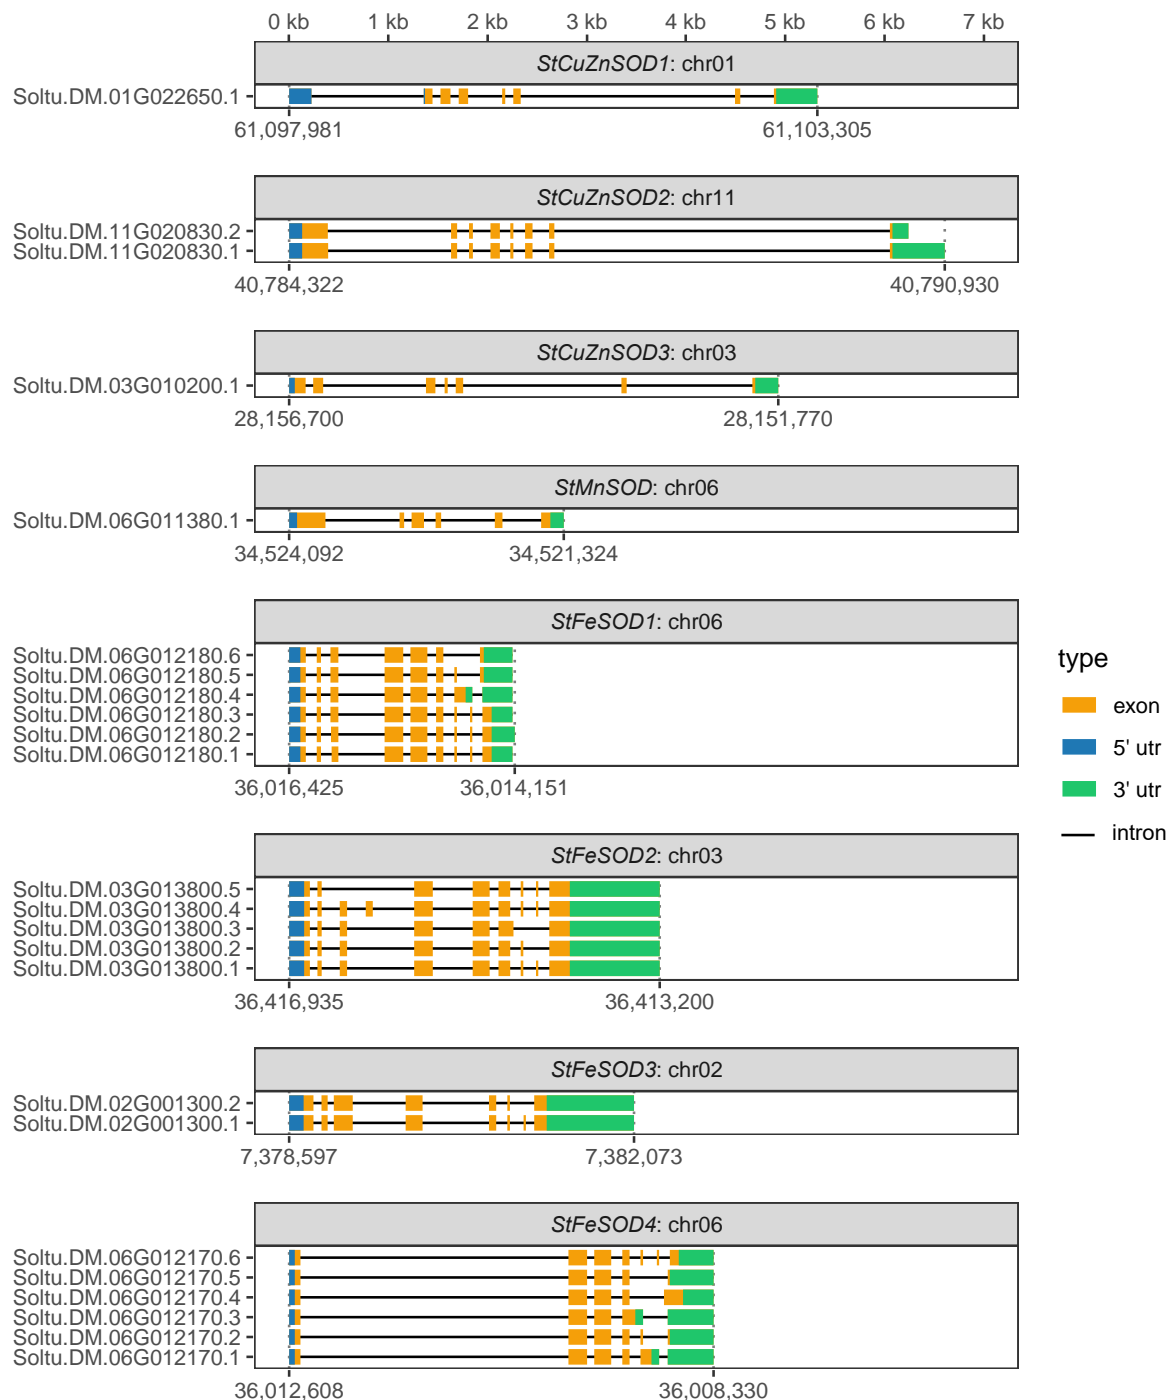 0 kb 1 kb 2 kb 3 kb 4 kb 5 kb 6 kb 7 kb
StCuZnSOD1: chr01
Soltu.DM.01G022650.1
61,097,981 61,103,305
StCuZnSOD2: chr11
Soltu.DM.11G020830.2
Soltu.DM.11G020830.1
40,784,322 40,790,930
StCuZnSOD3: chr03
Soltu.DM.03G010200.1
28,156,700 28,151,770
StMnSOD: chr06
Soltu.DM.06G011380.1
34,524,092 34,521,324
StFeSOD1: chr06
Soltu.DM.06G012180.6
Soltu.DM.06G012180.5
Soltu.DM.06G012180.4
Soltu.DM.06G012180.3
Soltu.DM.06G012180.2
Soltu.DM.06G012180.1
36,016,425 36,014,151
StFeSOD2: chr03
Soltu.DM.03G013800.5
Soltu.DM.03G013800.4
Soltu.DM.03G013800.3
Soltu.DM.03G013800.2
Soltu.DM.03G013800.1
36,416,935 36,413,200
StFeSOD3: chr02
Soltu.DM.02G001300.2
Soltu.DM.02G001300.1
7,378,597 7,382,073
StFeSOD4: chr06
Soltu.DM.06G012170.6
Soltu.DM.06G012170.5
Soltu.DM.06G012170.4
Soltu.DM.06G012170.3
Soltu.DM.06G012170.2
Soltu.DM.06G012170.1
36,012,608 36,008,330
type
exon
5' utr
3' utr
intron